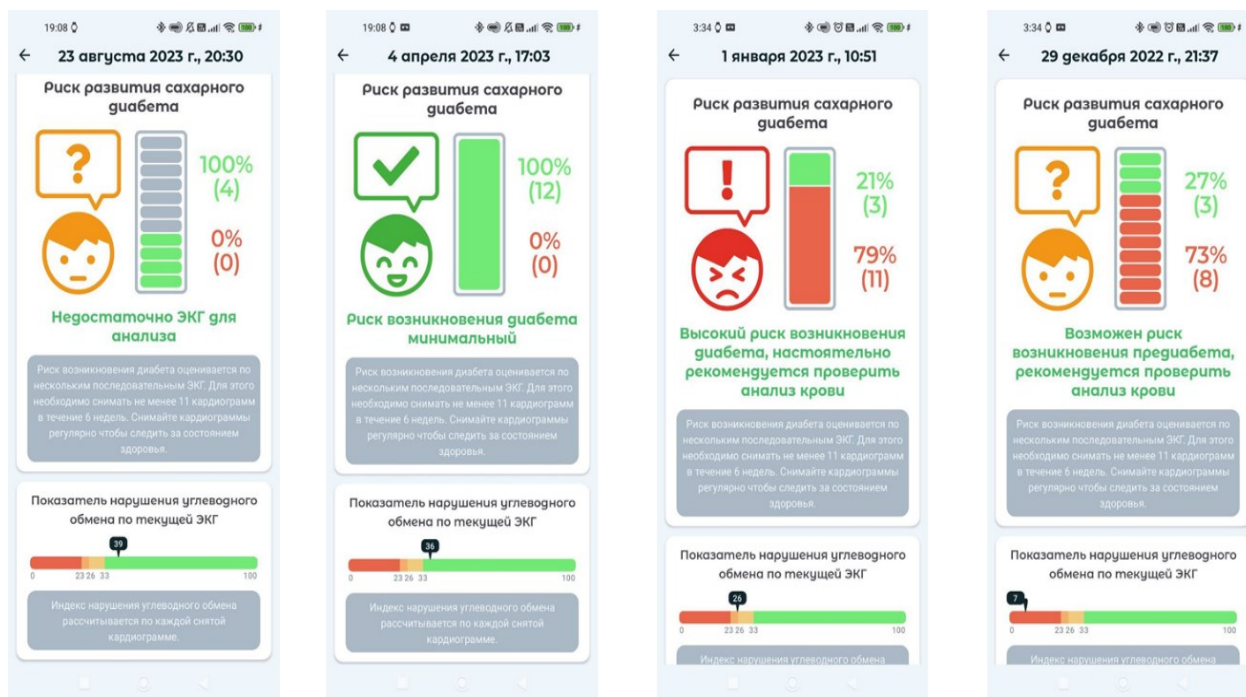 19:08
23 августа 2023 г., 20:30
Риск развития сахарного
диабета
?
100%
(4)
0%
(0)
Недостаточно ЭКГ для
анализа
Риск возникновения диабета оценивается по
нескольким последовательным ЭКГ. Для этого
необходимо снимать не менее 11 кардиограмм
в течение 6 недель. Снимайте кардиограммы
регулярно чтобы следить за состоянием
здоровья.
Показатель нарушения углеводного
обмена по текущей ЭКГ
39
0 23 26 33 100
Индекс нарушения углеводного обмена
рассчитывается по каждой снятой
кардиограмме.
19:08
4 апреля 2023 г., 17:03
Риск развития сахарного
диабета
100%
(12)
0%
(0)
Риск возникновения диабета
минимальный
Риск возникновения диабета оценивается по
нескольким последовательным ЭКГ. Для этого
необходимо снимать не менее 11 кардиограмм
в течение 6 недель. Снимайте кардиограммы
регулярно чтобы следить за состоянием
здоровья.
Показатель нарушения углеводного
обмена по текущей ЭКГ
36
0 23 26 33 100
Индекс нарушения углеводного обмена
рассчитывается по каждой снятой
кардиограмме.
3:34
1 января 2023 г., 10:51
Риск развития сахарного
диабета
!
21%
(3)
79%
(11)
Высокий риск возникновения
диабета, настоятельно
рекомендуется проверить
анализ крови
Риск возникновения диабета оценивается по
нескольким последовательным ЭКГ. Для этого
необходимо снимать не менее 11 кардиограмм
в течение 6 недель. Снимайте кардиограммы
регулярно чтобы следить за состоянием
здоровья.
Показатель нарушения углеводного
обмена по текущей ЭКГ
26
0 23 26 33 100
Индекс нарушения углеводного обмена
3:34
29 декабря 2022 г., 21:37
Риск развития сахарного
диабета
?
27%
(3)
73%
(8)
Возможен риск
возникновения предиабета,
рекомендуется проверить
анализ крови
Риск возникновения диабета оценивается по
нескольким последовательным ЭКГ. Для этого
необходимо снимать не менее 11 кардиограмм
в течение 6 недель. Снимайте кардиограммы
регулярно чтобы следить за состоянием
здоровья.
Показатель нарушения углеводного
обмена по текущей ЭКГ
7
0 23 26 33 100
Индекс нарушения углеводного обмена